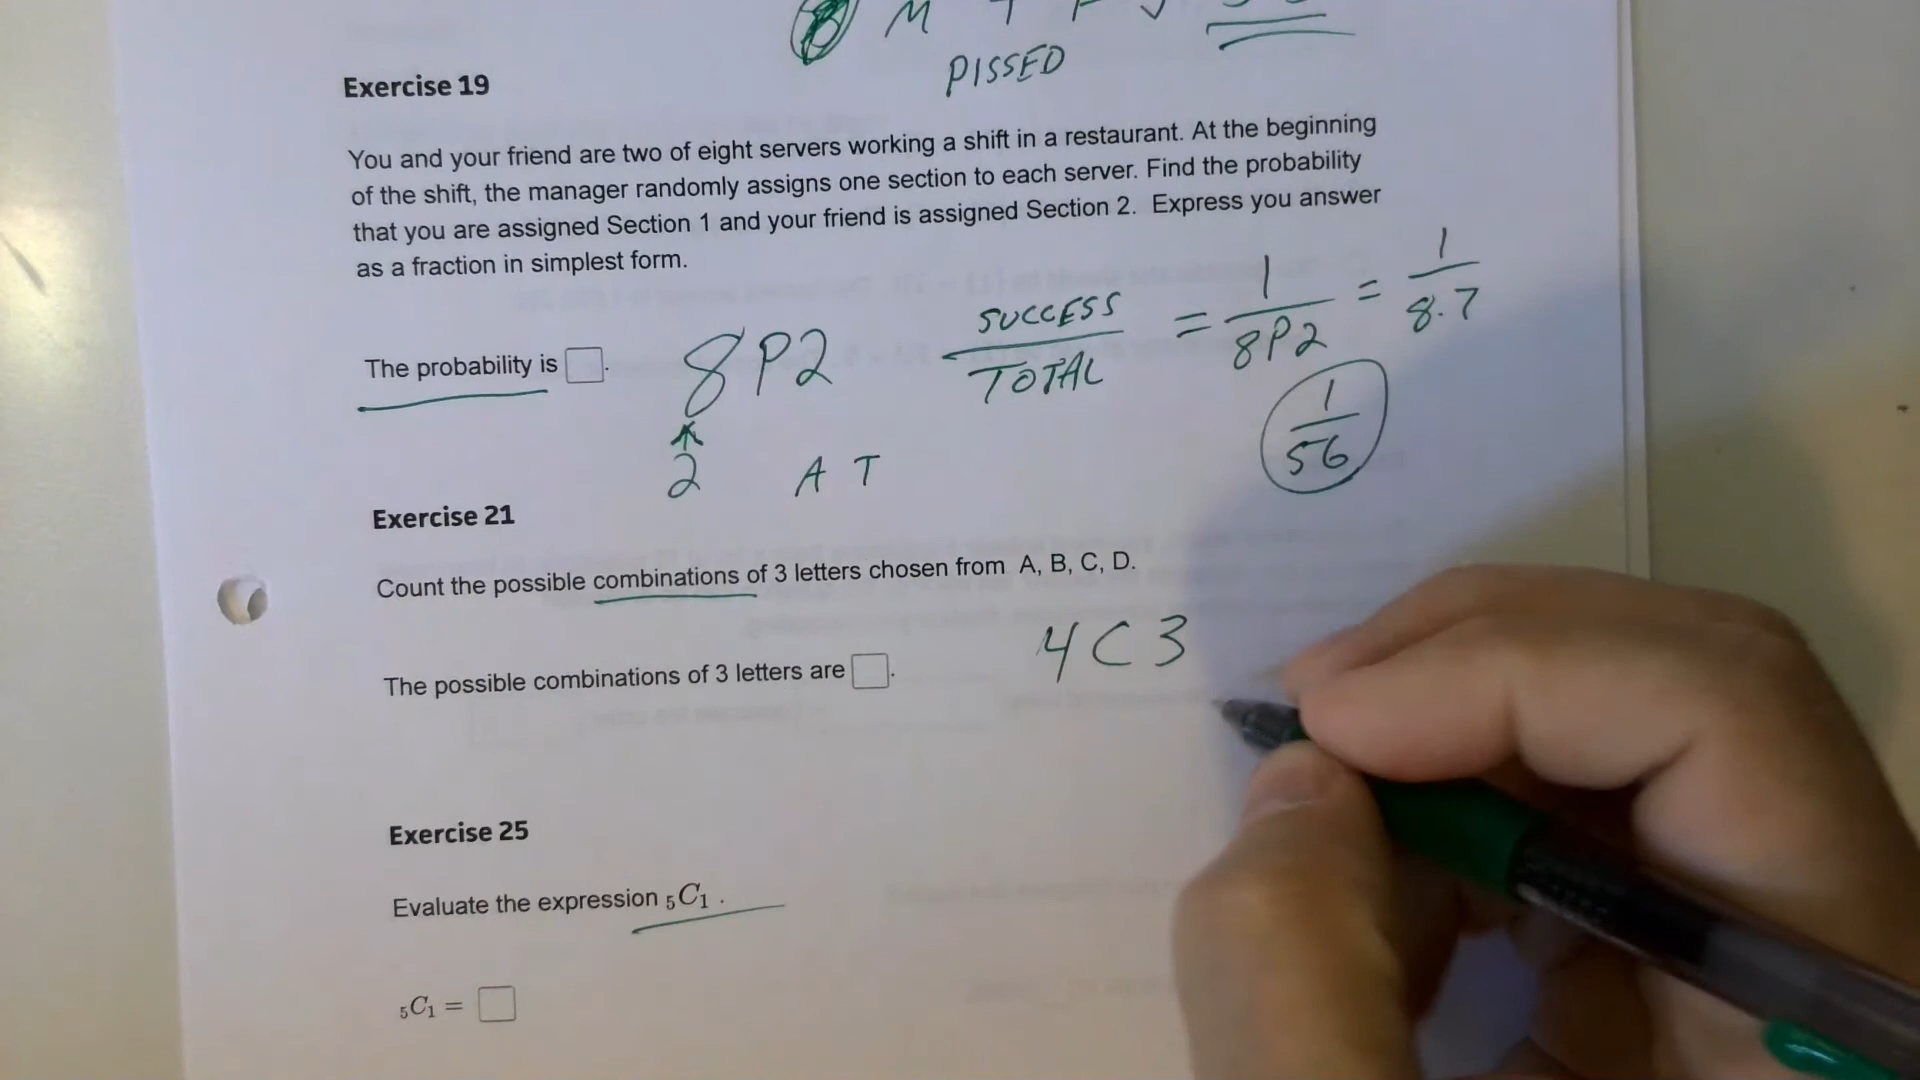 M T F J
PISSED
Exercise 19
You and your friend are two of eight servers working a shift in a restaurant. At the beginning
of the shift, the manager randomly assigns one section to each server. Find the probability
that you are assigned Section 1 and your friend is assigned Section 2. Express you answer
as a fraction in simplest form.
The probability is □.
8P2
SUCCESS / TOTAL = 1 / 8P2 = 1 / 8.7
1 / 56
2 A T
Exercise 21
Count the possible combinations of 3 letters chosen from A, B, C, D.
4C3
The possible combinations of 3 letters are □.
Exercise 25
Evaluate the expression ₅C₁ .
₅C₁ = □